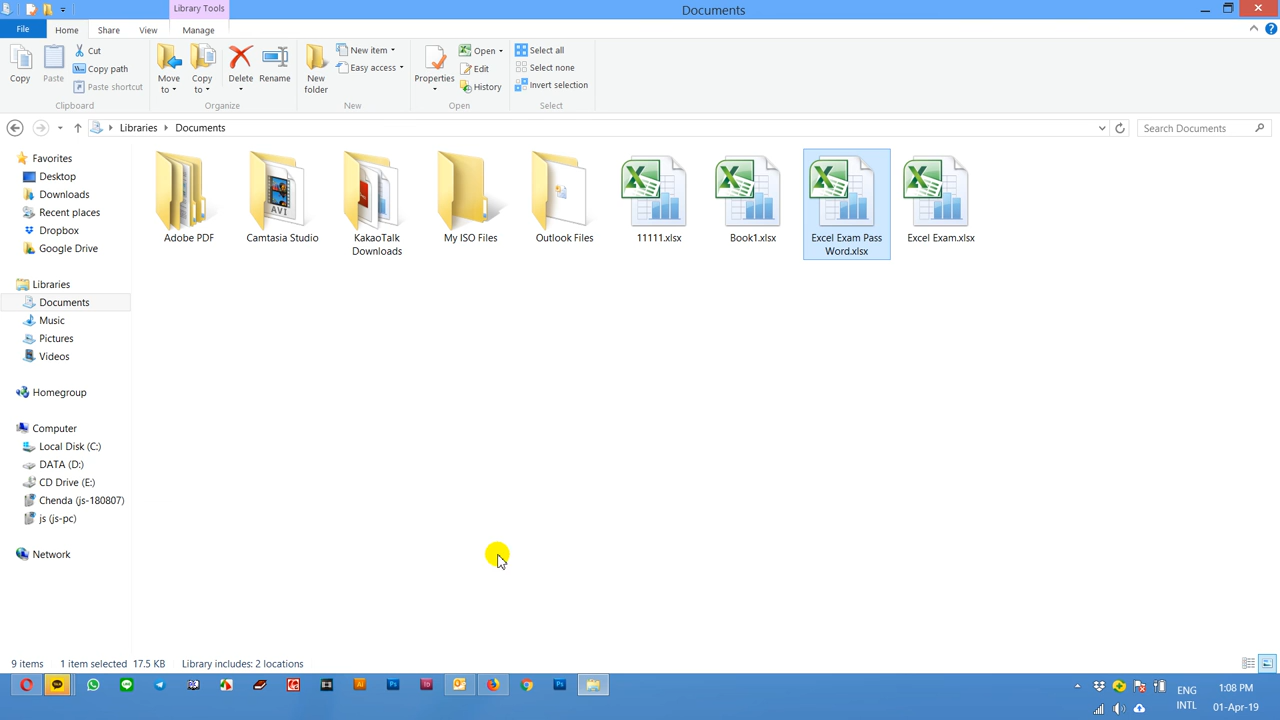 Library Tools
Documents
File
Home
Share
View
Manage
Copy
Paste
Cut
Copy path
Paste shortcut
Clipboard
Move to
Copy to
Delete
Rename
Organize
New folder
New item
Easy access
New
Properties
Open
Edit
History
Open
Select all
Select none
Invert selection
Select
Libraries
Documents
Search Documents
Favorites
Desktop
Downloads
Recent places
Dropbox
Google Drive
Libraries
Documents
Music
Pictures
Videos
Homegroup
Computer
Local Disk (C:)
DATA (D:)
CD Drive (E:)
Chenda (js-180807)
js (js-pc)
Network
AVI
Adobe PDF
Camtasia Studio
KakaoTalk
Downloads
My ISO Files
Outlook Files
11111.xlsx
Book1.xlsx
Excel Exam Pass
Word.xlsx
Excel Exam.xlsx
9 items
1 item selected 17.5 KB
Library includes: 2 locations
ENG
INTL
1:08 PM
01-Apr-19